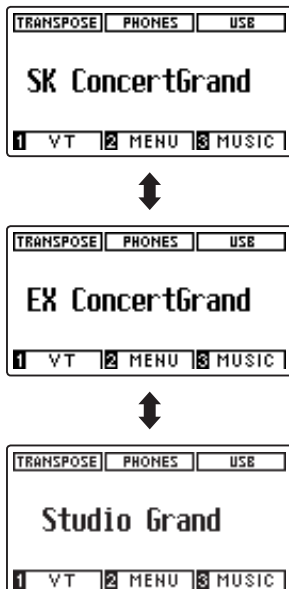 TRANSPOSE PHONES USB
SK ConcertGrand
1 VT 2 MENU 3 MUSIC
TRANSPOSE PHONES USB
EX ConcertGrand
1 VT 2 MENU 3 MUSIC
TRANSPOSE PHONES USB
Studio Grand
1 VT 2 MENU 3 MUSIC